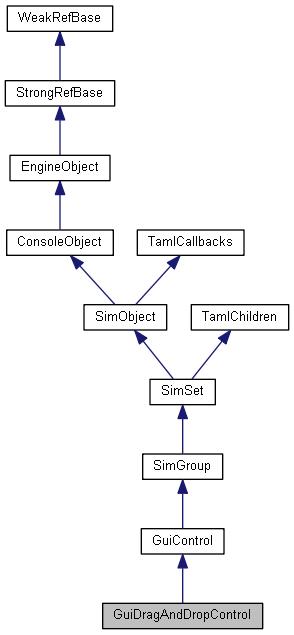 WeakRefBase
StrongRefBase
EngineObject
ConsoleObject
TamlCallbacks
SimObject
TamlChildren
SimSet
SimGroup
GuiControl
GuiDragAndDropControl